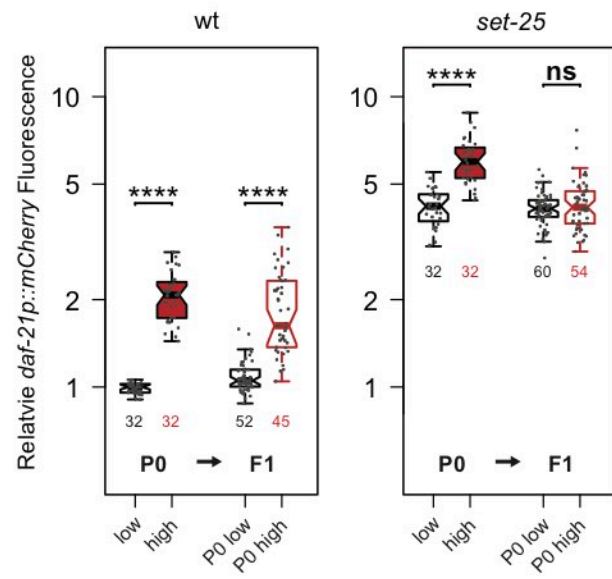 wt
set-25
Relatvie daf-21p::mCherry Fluorescence
10
5
2
1
****
****
32
32
52
45
P0 → F1
low
high
P0 low
P0 high
10
5
2
1
****
ns
32
32
60
54
P0 → F1
low
high
P0 low
P0 high